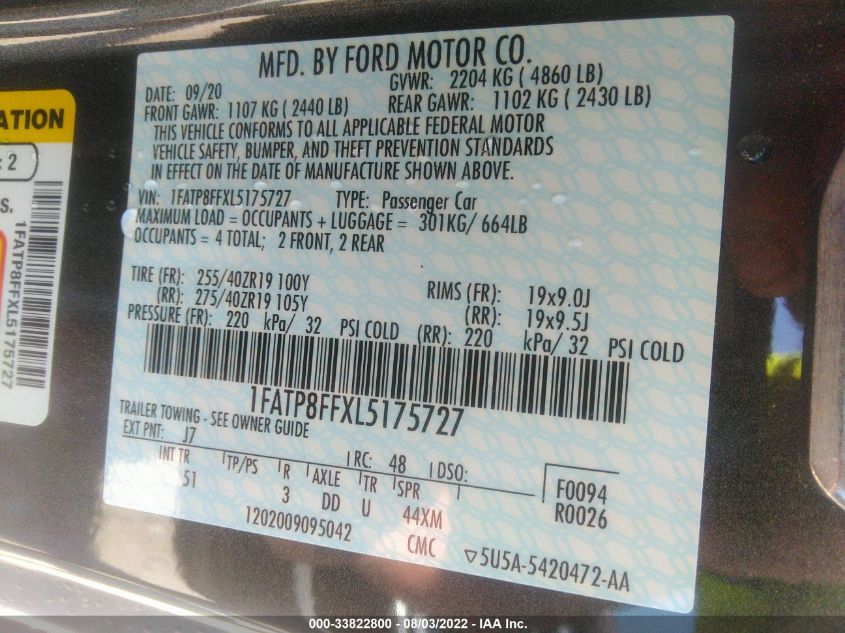 MFD. BY FORD MOTOR CO.
DATE: 09/20 GVWR: 2204 KG ( 4860 LB)
FRONT GAWR: 1107 KG ( 2440 LB) REAR GAWR: 1102 KG ( 2430 LB)
THIS VEHICLE CONFORMS TO ALL APPLICABLE FEDERAL MOTOR
VEHICLE SAFETY, BUMPER, AND THEFT PREVENTION STANDARDS
IN EFFECT ON THE DATE OF MANUFACTURE SHOWN ABOVE.
VIN: 1FATP8FFXL5175727 TYPE: Passenger Car
MAXIMUM LOAD = OCCUPANTS + LUGGAGE = 301KG/ 664LB
OCCUPANTS = 4 TOTAL; 2 FRONT, 2 REAR
TIRE (FR): 255/40ZR19 100Y RIMS (FR): 19x9.0J
(RR): 275/40ZR19 105Y (RR): 19x9.5J
PRESSURE (FR): 220 kPa/ 32 PSI COLD (RR): 220 kPa/ 32 PSI COLD
1FATP8FFXL5175727
TRAILER TOWING - SEE OWNER GUIDE
EXT PNT: J7 RC: 48 DSO:
INT TR TP/PS R AXLE TR SPR
51 3 DD U 44XM
F0094
R0026
1202009095042 CMC ▽5U5A-5420472-AA
ATION
: 2
S.
1FATP8FFXL5175727
000-33822800 - 08/03/2022 - IAA Inc.